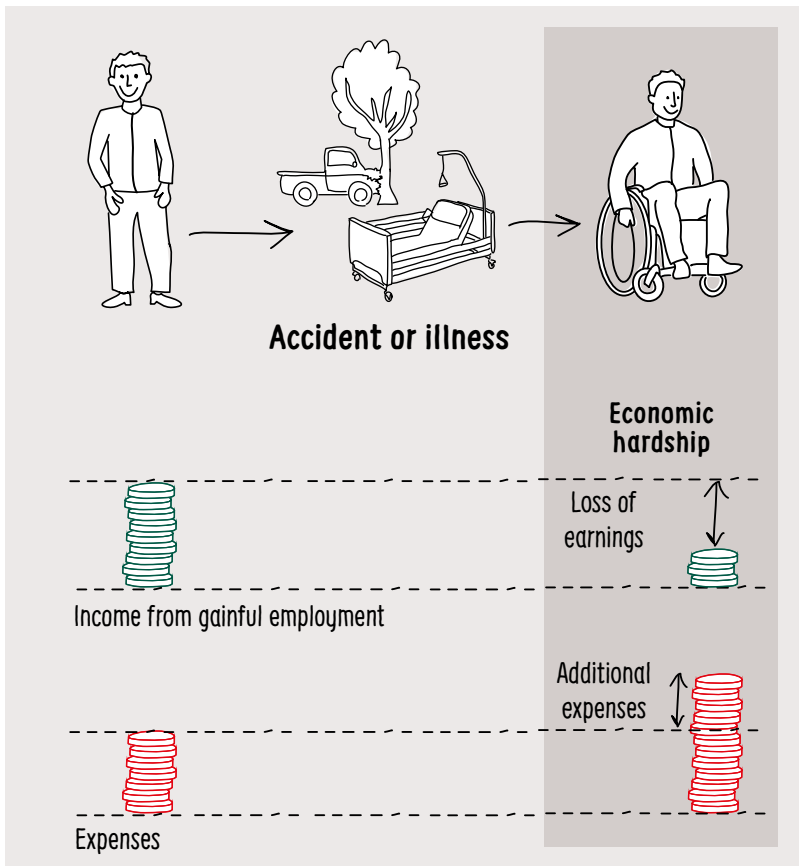 Accident or illness
Economic
hardship
Loss of
earnings
Income from gainful employment
Additional
expenses
Expenses